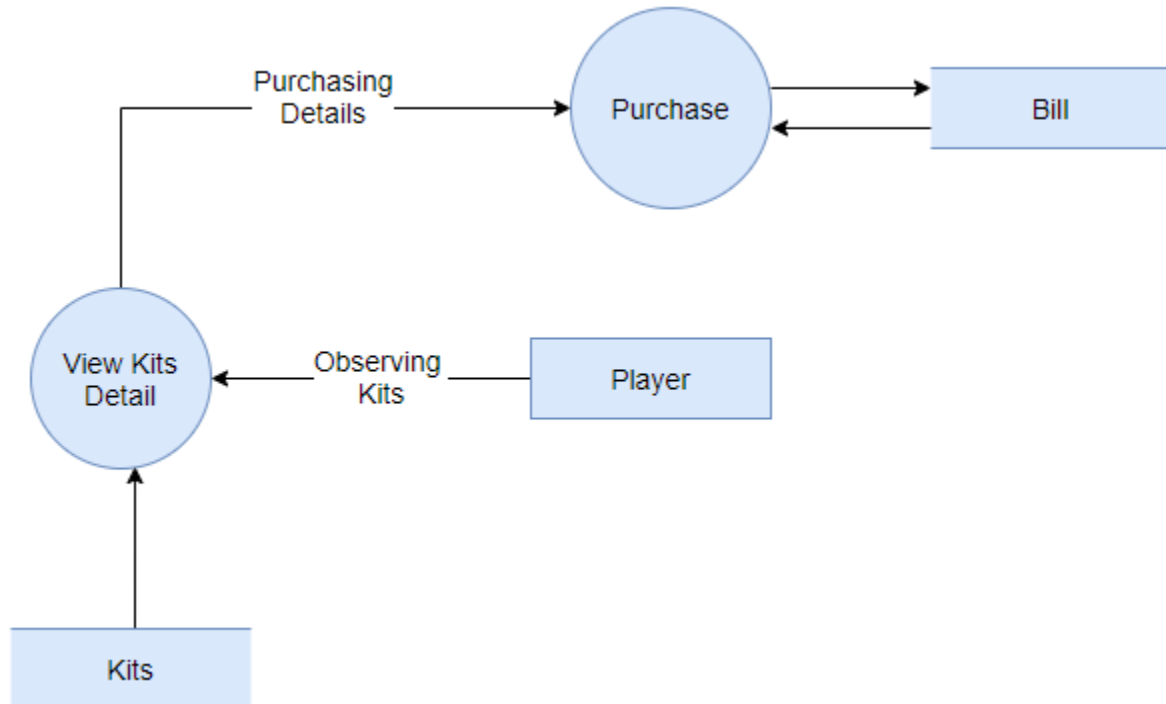 Purchasing
Details
Purchase
Bill
View Kits
Detail
Observing
Kits
Player
Kits